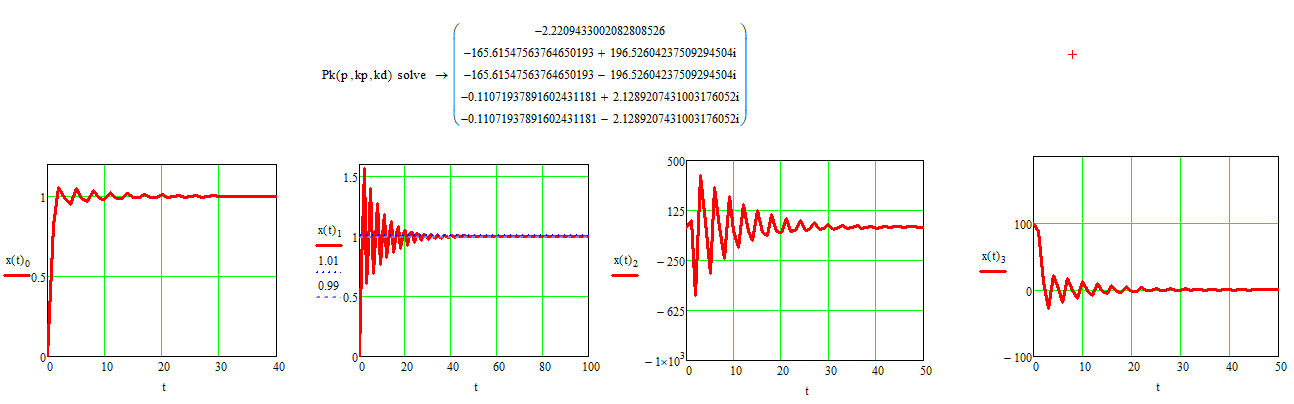 −2.2209433002082808526
−165.61547563764650193 + 196.52604237509294504i
Pk(p,kp,kd) solve → −165.61547563764650193 − 196.52604237509294504i
−0.11071937891602431181 + 2.1289207431003176052i
−0.11071937891602431181 − 2.1289207431003176052i
x(t)0
1
0.5
0
0 10 20 30 40
t
x(t)1
1.01
0.99
1.5
1
0.5
0
0 20 40 60 80 100
t
x(t)2
500
125
−250
−625
−1×10³
0 10 20 30 40 50
t
x(t)3
100
0
−100
0 10 20 30 40 50
t